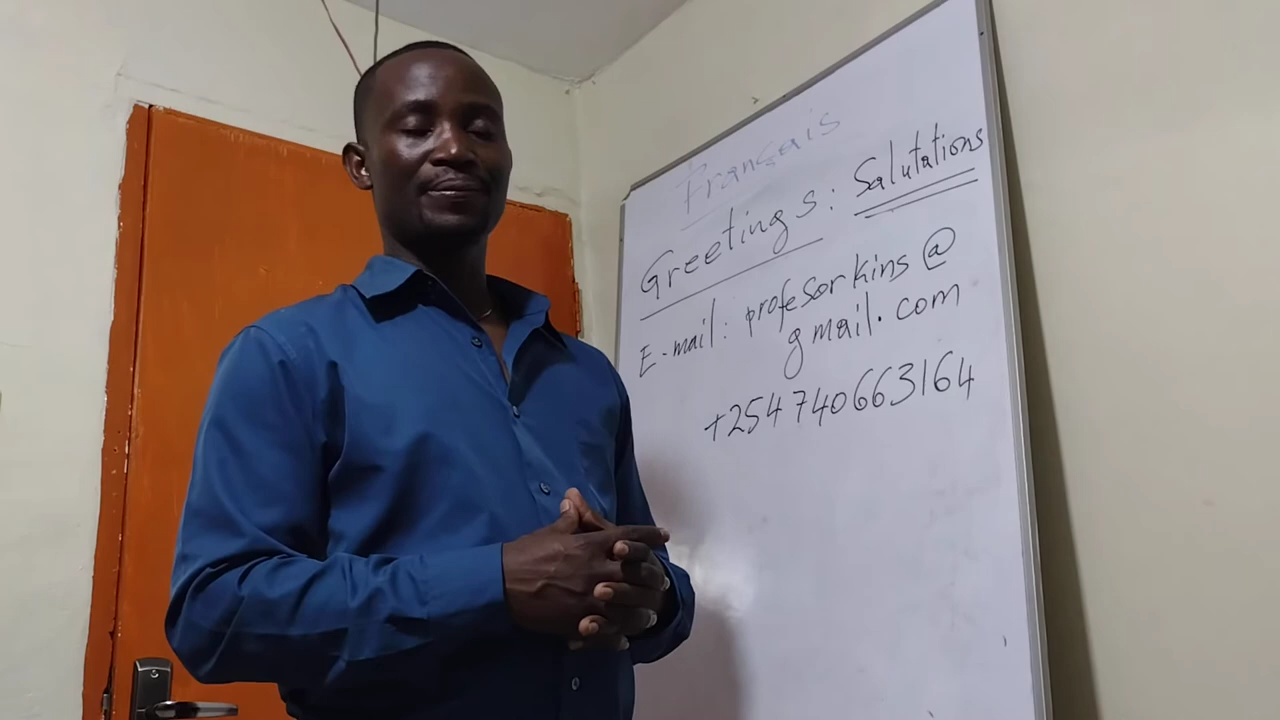 Français
Greetings: Salutations
E-mail: profesorkins@
gmail.com
+254740663164